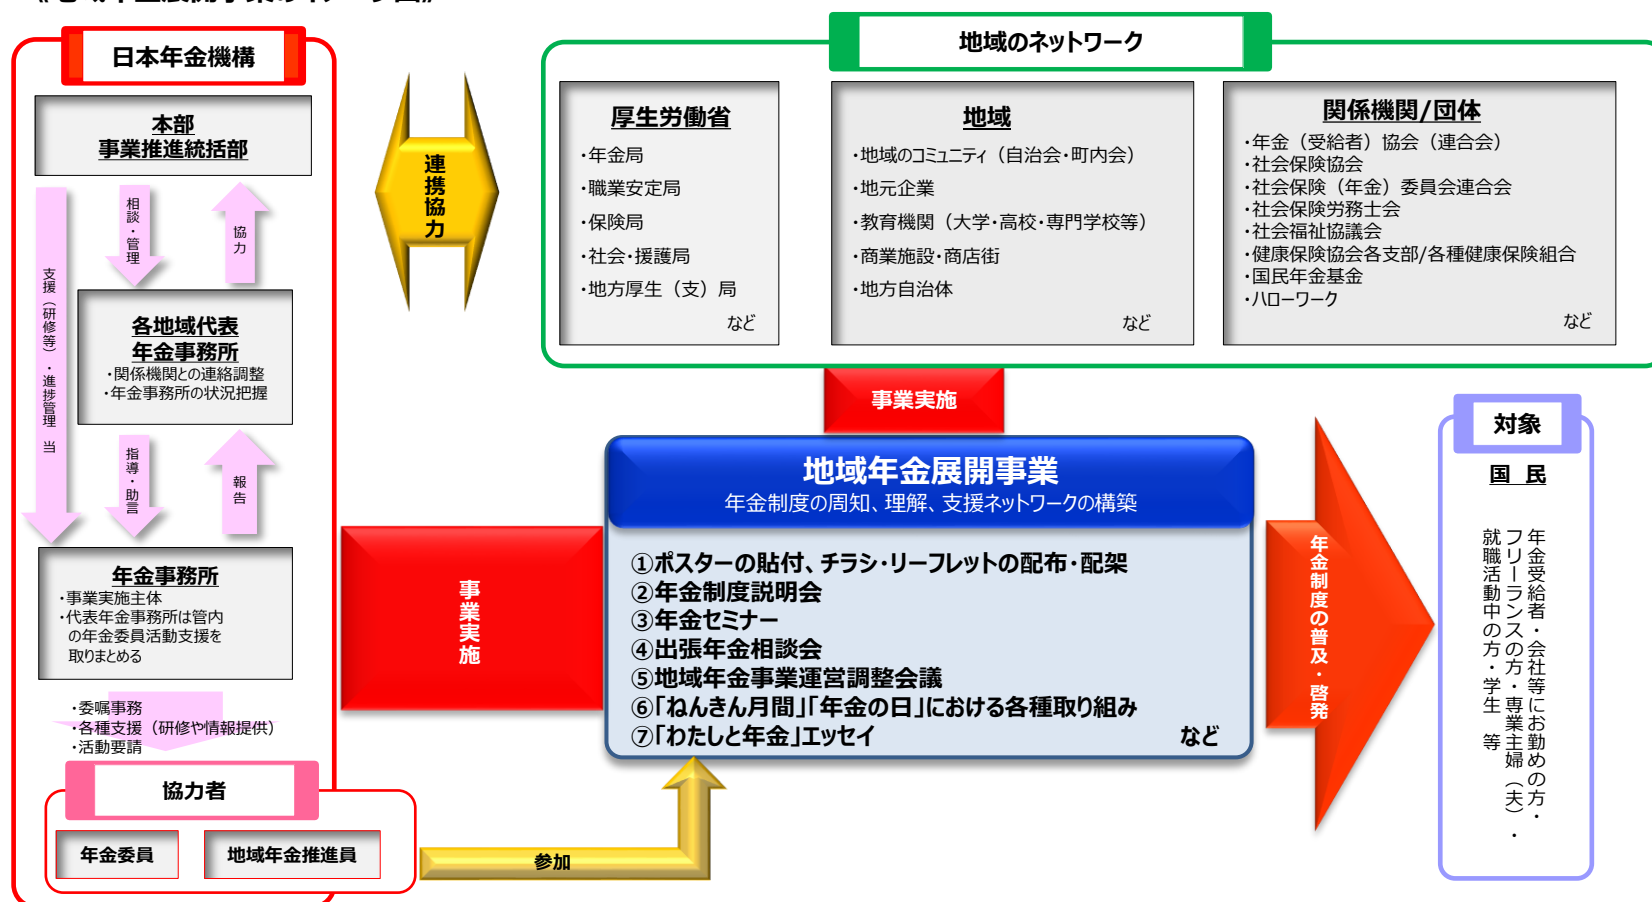 日本年金機構
本部
事業推進統括部
相談・管理
協力
支援（研修等）・進捗管理　当
各地域代表
年金事務所
・関係機関との連絡調整
・年金事務所の状況把握
指導・助言
報告
年金事務所
・事業実施主体
・代表年金事務所は管内
の年金委員活動支援を
取りまとめる
・委嘱事務
・各種支援（研修や情報提供）
・活動要請
協力者
年金委員
地域年金推進員
連携協力
地域のネットワーク
厚生労働省
・年金局
・職業安定局
・保険局
・社会・援護局
・地方厚生（支）局
など
地域
・地域のコミュニティ（自治会・町内会）
・地元企業
・教育機関（大学・高校・専門学校等）
・商業施設・商店街
・地方自治体
など
関係機関/団体
・年金（受給者）協会（連合会）
・社会保険協会
・社会保険（年金）委員会連合会
・社会保険労務士会
・社会福祉協議会
・健康保険協会各支部/各種健康保険組合
・国民年金基金
・ハローワーク
など
事業実施
事業実施
地域年金展開事業
年金制度の周知、理解、支援ネットワークの構築
①ポスターの貼付、チラシ・リーフレットの配布・配架
②年金制度説明会
③年金セミナー
④出張年金相談会
⑤地域年金事業運営調整会議
⑥「ねんきん月間」「年金の日」における各種取り組み
⑦「わたしと年金」エッセイ　など
参加
年金制度の普及・啓発
対象
国 民
年金受給者・会社等にお勤めの方・
フリーランスの方・専業主婦（夫）・
就職活動中の方・学生　等